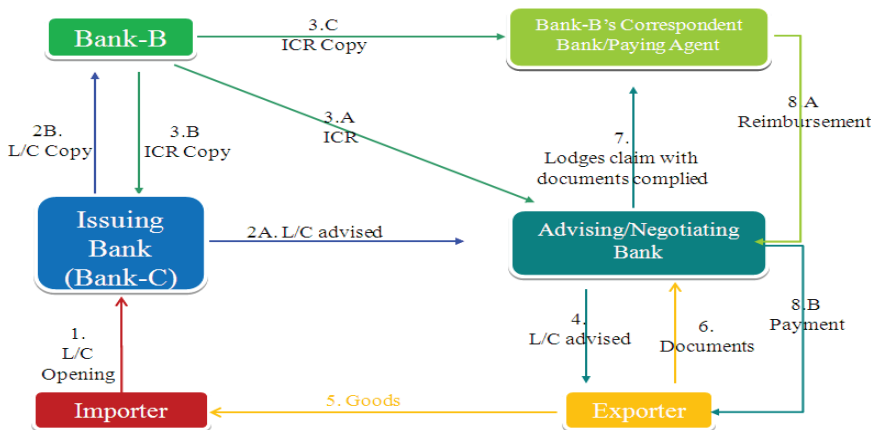 Bank-B
3.C
ICR Copy
Bank-B's Correspondent
Bank/Paying Agent
2B.
L/C Copy
3.B
ICR Copy
3.A
ICR
7.
Lodges claim with
documents complied
8.A
Reimbursement
Issuing
Bank
(Bank-C)
2A. L/C advised
Advising/Negotiating
Bank
1.
L/C
Opening
4.
L/C advised
6.
Documents
8.B
Payment
Importer
5. Goods
Exporter